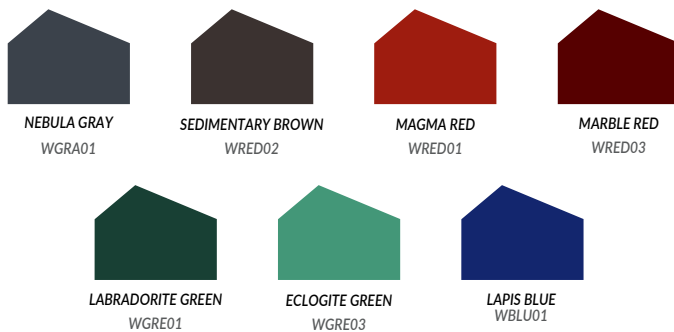 NEBULA GRAY
WGRA01
SEDIMENTARY BROWN
WRED02
MAGMA RED
WRED01
MARBLE RED
WRED03
LABRADORITE GREEN
WGRE01
ECLOGITE GREEN
WGRE03
LAPIS BLUE
WBLU01